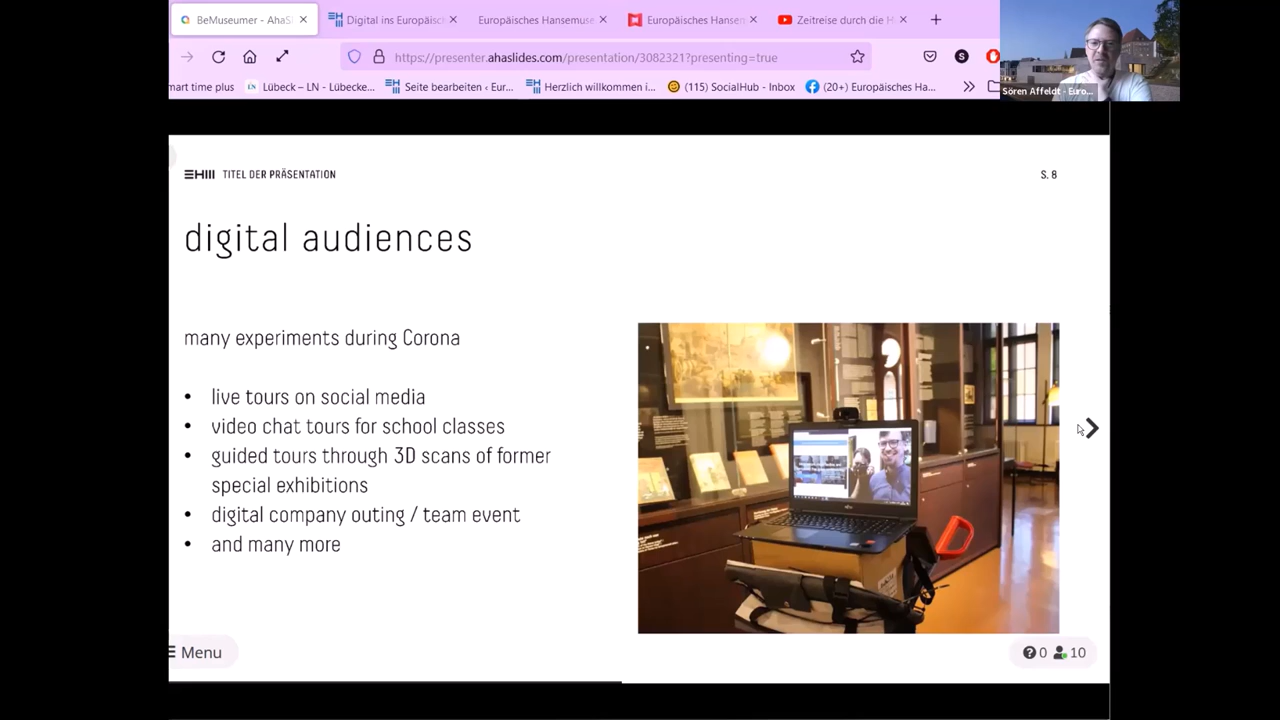 BeMuseumer - AhaSl
Digital ins Europäisc
Europäisches Hansemuse
Europäisches Hansem
Zeitreise durch die H
https://presenter.ahaslides.com/presentation/3082321?presenting=true
mart time plus
Lübeck – LN - Lübecke...
Seite bearbeiten ‹ Eur...
Herzlich willkommen i...
(115) SocialHub - Inbox
(20+) Europäisches Ha...
Sören Affeldt - Euro...
TITEL DER PRÄSENTATION
S. 8
digital audiences
many experiments during Corona
• live tours on social media
• video chat tours for school classes
• guided tours through 3D scans of former
special exhibitions
• digital company outing / team event
• and many more
Menu
0
10